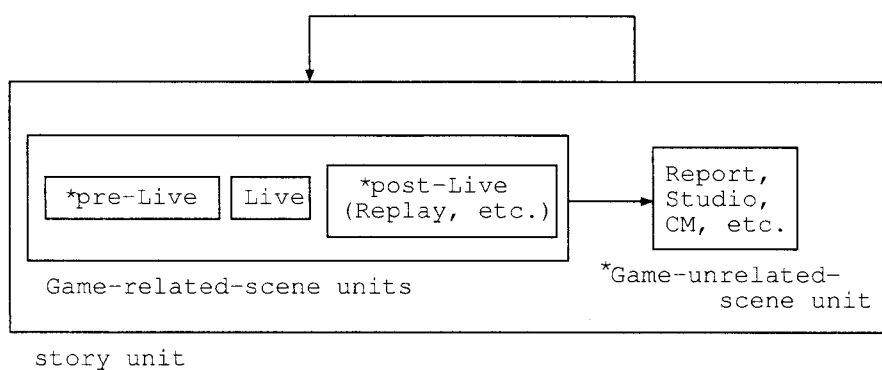 *pre-Live
Live
*post-Live
(Replay, etc.)
Report,
Studio,
CM, etc.
Game-related-scene units
*Game-unrelated-
scene unit
story unit